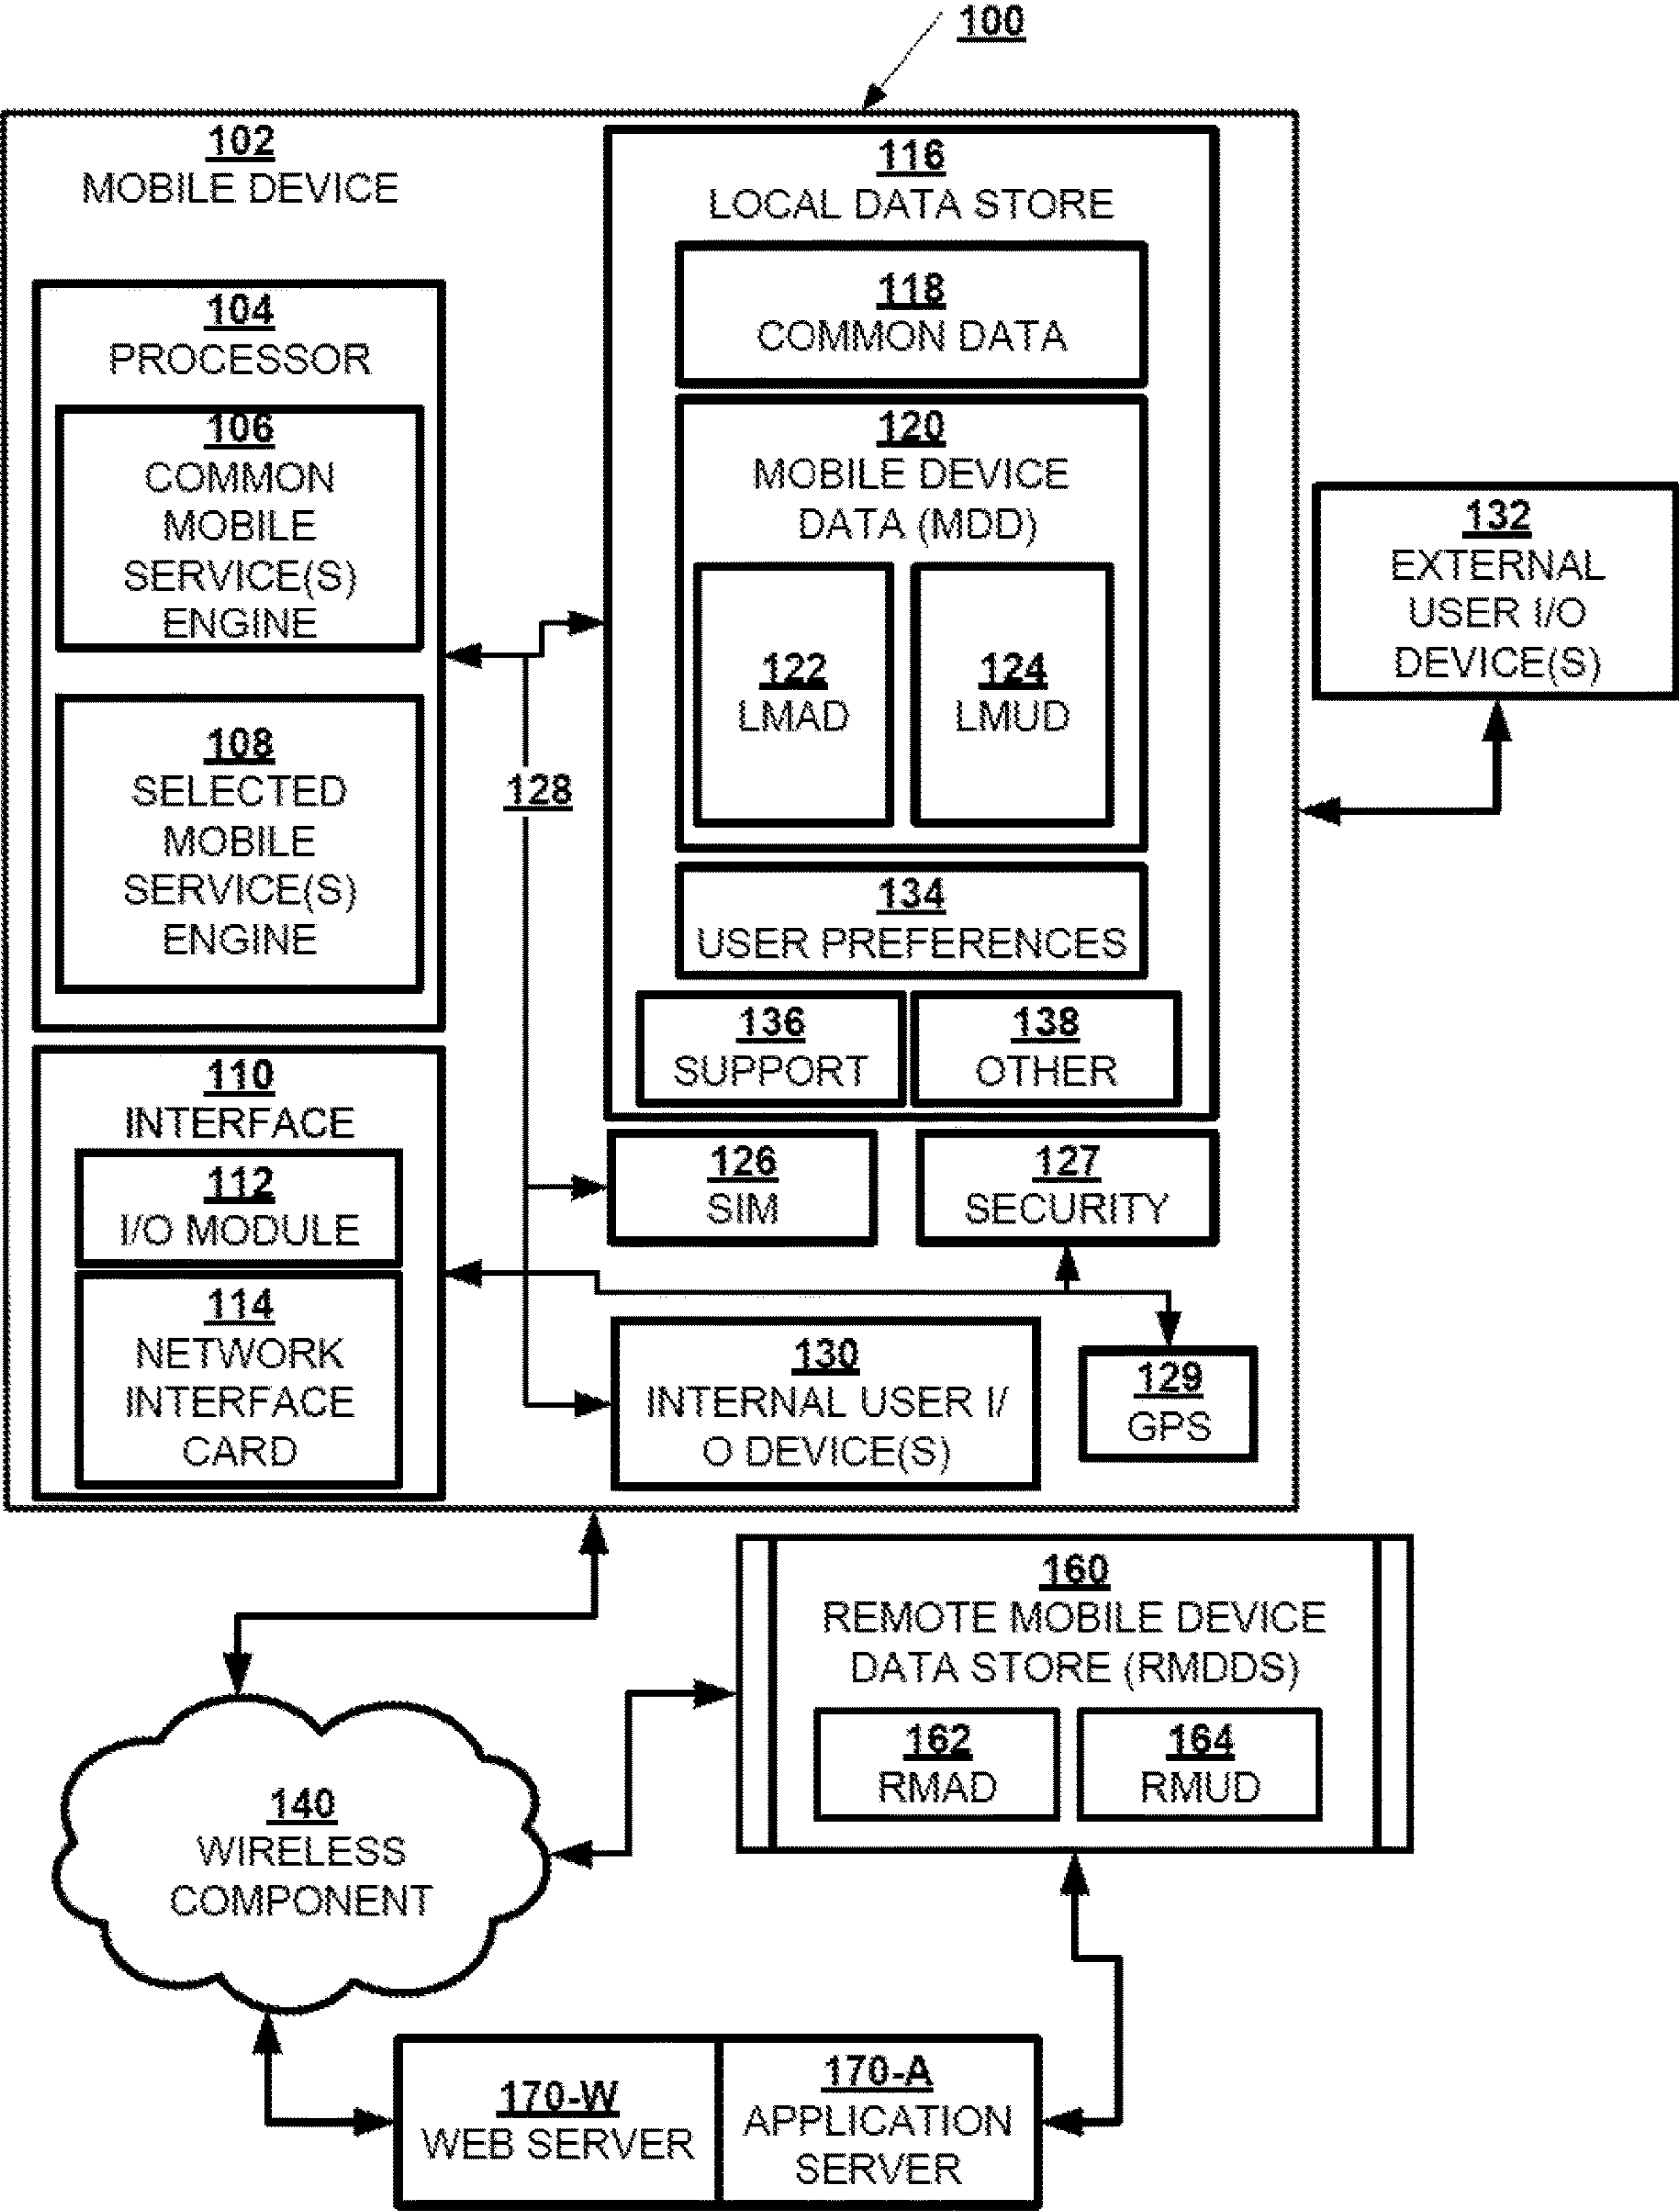 100
102
MOBILE DEVICE
104
PROCESSOR
106
COMMON
MOBILE
SERVICE(S)
ENGINE
108
SELECTED
MOBILE
SERVICE(S)
ENGINE
110
INTERFACE
112
I/O MODULE
114
NETWORK
INTERFACE
CARD
128
116
LOCAL DATA STORE
118
COMMON DATA
120
MOBILE DEVICE
DATA (MDD)
122
LMAD
124
LMUD
134
USER PREFERENCES
136
SUPPORT
138
OTHER
126
SIM
127
SECURITY
130
INTERNAL USER I/
O DEVICE(S)
129
GPS
132
EXTERNAL
USER I/O
DEVICE(S)
160
REMOTE MOBILE DEVICE
DATA STORE (RMDDS)
162
RMAD
164
RMUD
140
WIRELESS
COMPONENT
170-W
WEB SERVER
170-A
APPLICATION
SERVER